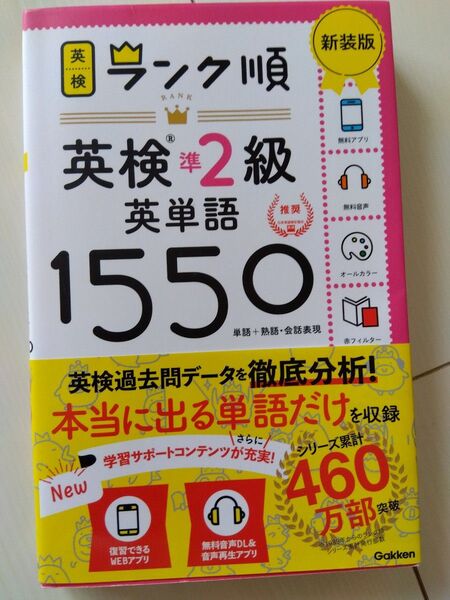 英検
ランク順
RANK
新装版
英検®準2級
英単語
推奨
1550
単語+熟語・会話表現
無料アプリ
無料音声
オールカラー
赤フィルター
英検過去問データを徹底分析!
本当に出る単語だけを収録
さらに
学習サポートコンテンツが充実!
New
復習できる
WEBアプリ
無料音声DL&
音声再生アプリ
シリーズ累計
460
万部突破
Gakken